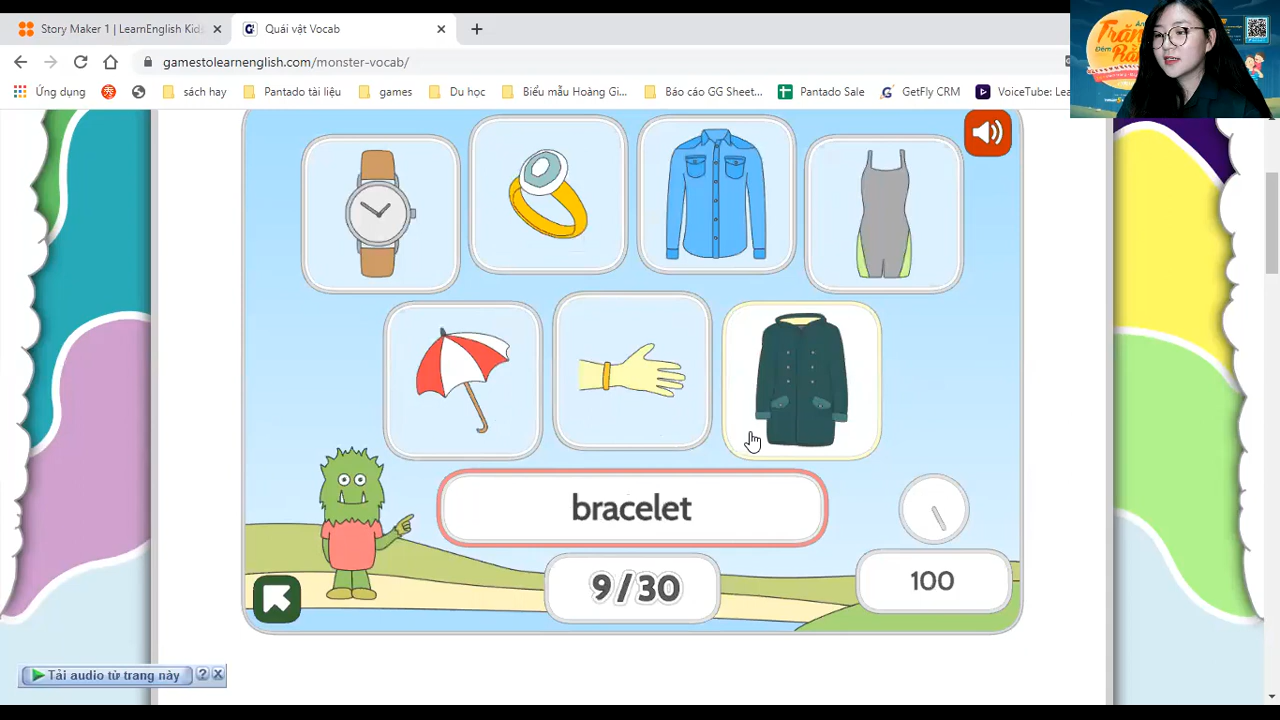 Story Maker 1 | LearnEnglish Kids
Quái vật Vocab
gamestolearnenglish.com/monster-vocab/
Ứng dụng
sách hay
Pantado tài liệu
game
Du học
Biểu mẫu Hoàng Gi...
Báo cáo GG Sheet...
Pantado Sale
GetFly CRM
VoiceTube: Le
bracelet
9/30
100
Tải audio từ trang này